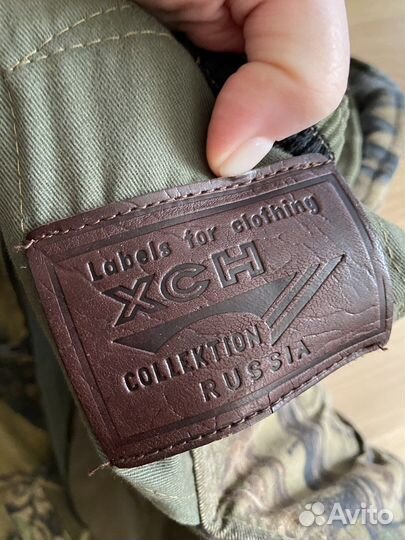 Labels for clothing
XCH
COLLEKTION
RUSSIA
Avito